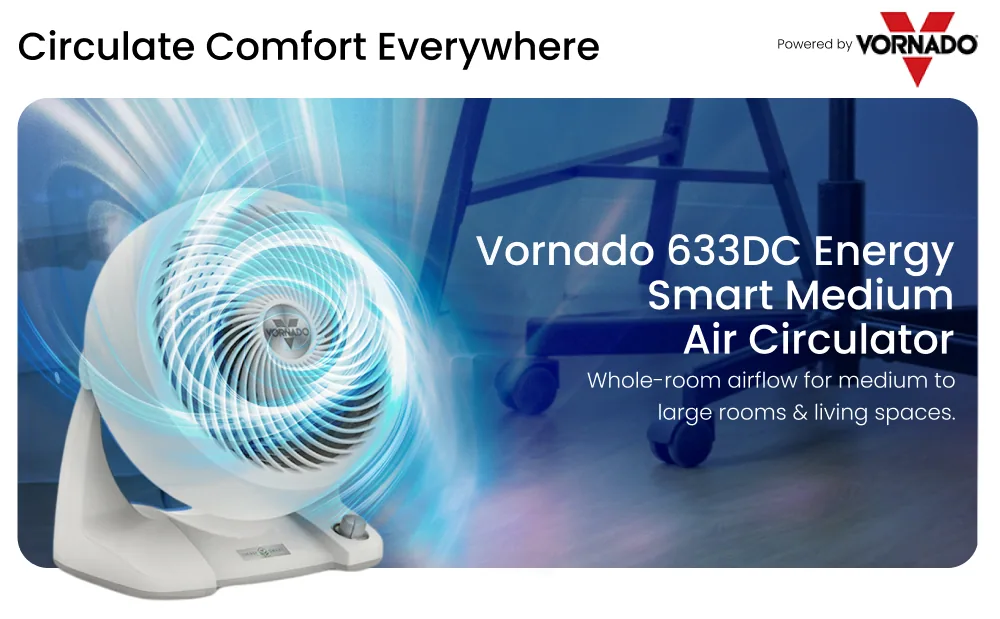 Circulate Comfort Everywhere
Powered by VORNADO
Vornado 633DC Energy
Smart Medium
Air Circulator
Whole-room airflow for medium to
large rooms & living spaces.
VORNADO